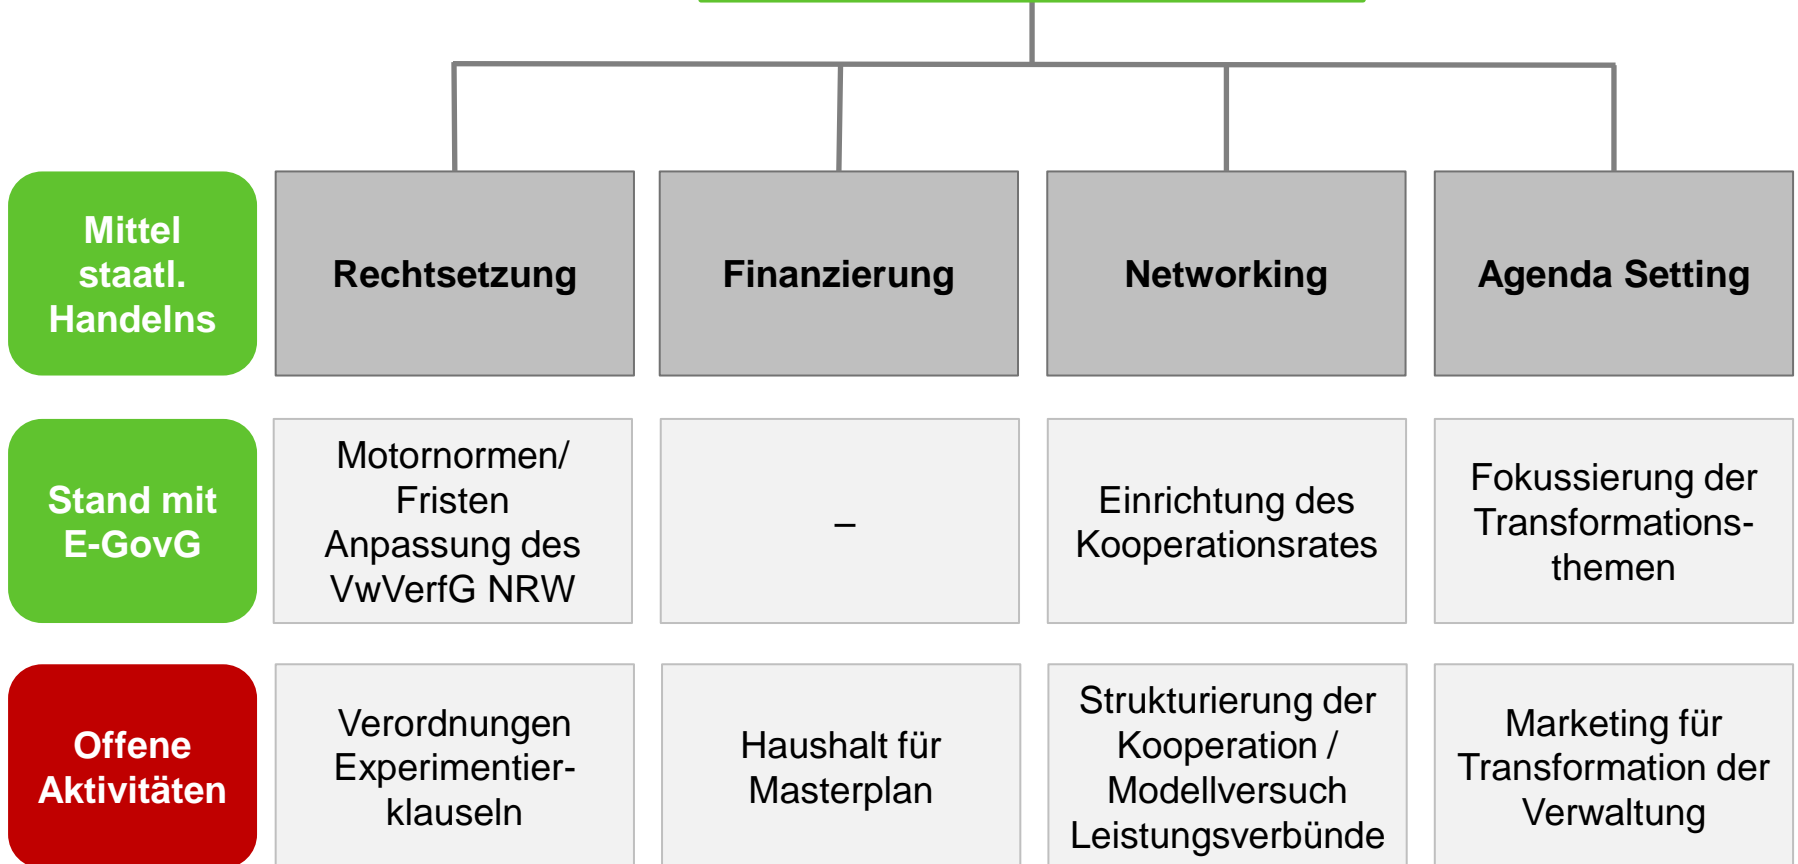 Mittel
staatl.
Handelns
Rechtsetzung
Finanzierung
Networking
Agenda Setting
Stand mit
E-GovG
Motornormen/
Fristen
Anpassung des
VwVerfG NRW
–
Einrichtung des
Kooperationsrates
Fokussierung der
Transformations-
themen
Offene
Aktivitäten
Verordnungen
Experimentier-
klauseln
Haushalt für
Masterplan
Strukturierung der
Kooperation /
Modellversuch
Leistungsverbünde
Marketing für
Transformation der
Verwaltung